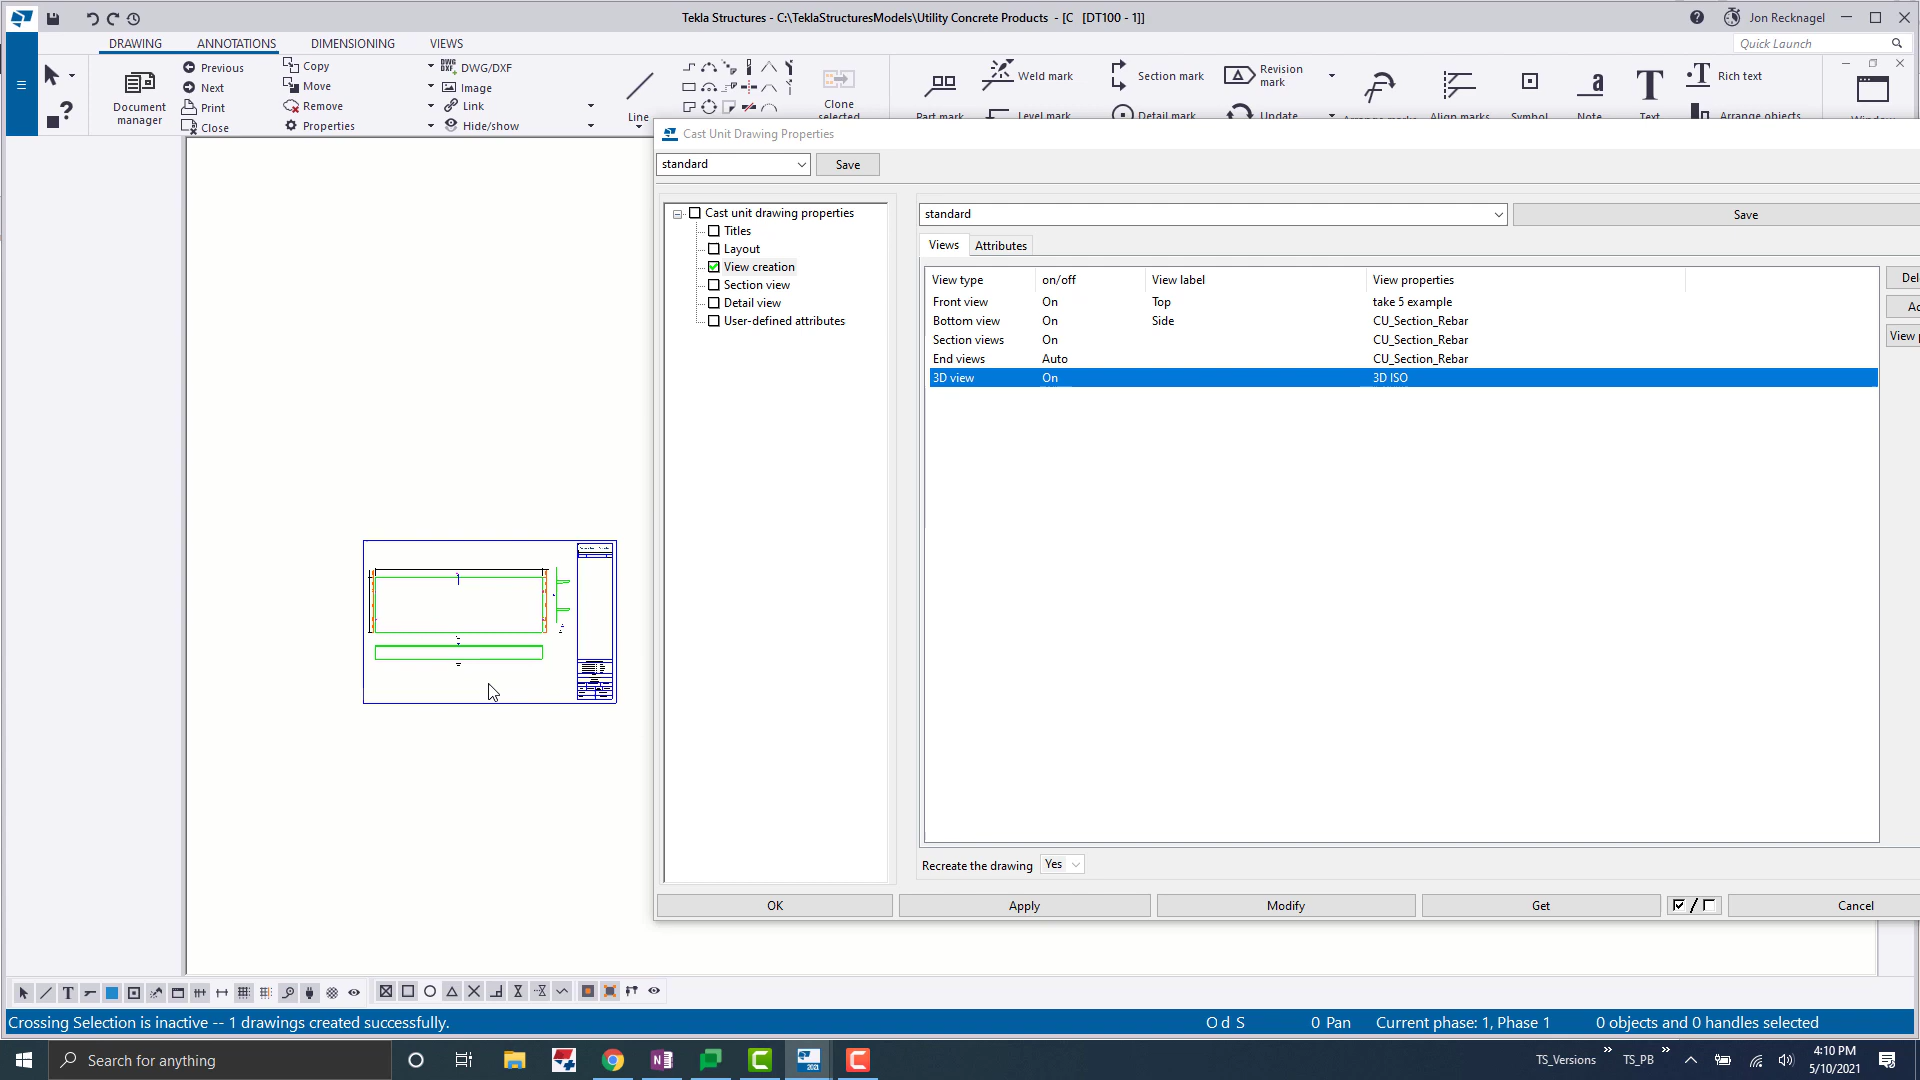 Tekla Structures - C:\TeklaStructuresModels\Utility Concrete Products - [C [DT100 - 1]]
Jon Recknagel
DRAWING ANNOTATIONS DIMENSIONING VIEWS
Quick Launch
Document manager
Previous
Next
Print
Close
Copy
Move
Remove
Properties
DWG/DXF
Image
Link
Hide/show
Line
Clone selected
Part mark
Weld mark
Level mark
Section mark
Detail mark
Revision mark
Update
Arrange marks
Align marks
Symbol
Note
Text
Rich text
Arrange objects
Window
Cast Unit Drawing Properties
standard Save
Cast unit drawing properties
Titles
Layout
View creation
Section view
Detail view
User-defined attributes
standard Save
Views Attributes
View type on/off View label View properties
Front view On Top take 5 example
Bottom view On Side CU_Section_Rebar
Section views On CU_Section_Rebar
End views Auto CU_Section_Rebar
3D view On 3D ISO
Del
Ac
View p
Recreate the drawing Yes
OK Apply Modify Get Cancel
Crossing Selection is inactive -- 1 drawings created successfully.
O d S 0 Pan Current phase: 1, Phase 1 0 objects and 0 handles selected
Search for anything
TS_Versions TS_PB
4:10 PM
5/10/2021